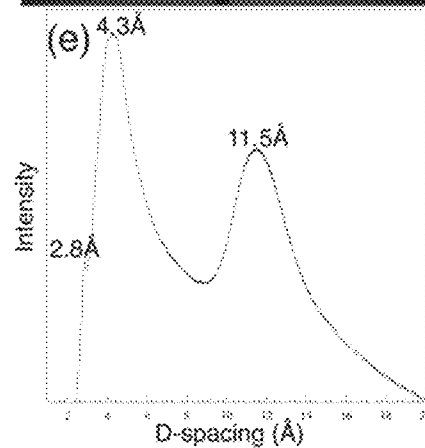 (e) 4.3Å
11.5Å
2.8Å
Intensity
D-spacing (Å)